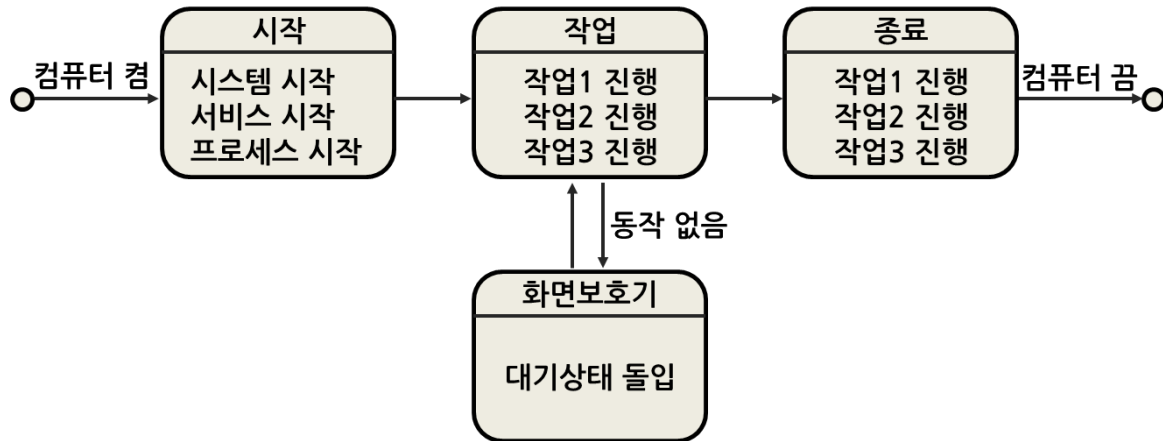 컴퓨터 켬
시작
시스템 시작
서비스 시작
프로세스 시작
작업
작업1 진행
작업2 진행
작업3 진행
종료
작업1 진행
작업2 진행
작업3 진행
컴퓨터 끔
동작 없음
화면보호기
대기상태 돌입